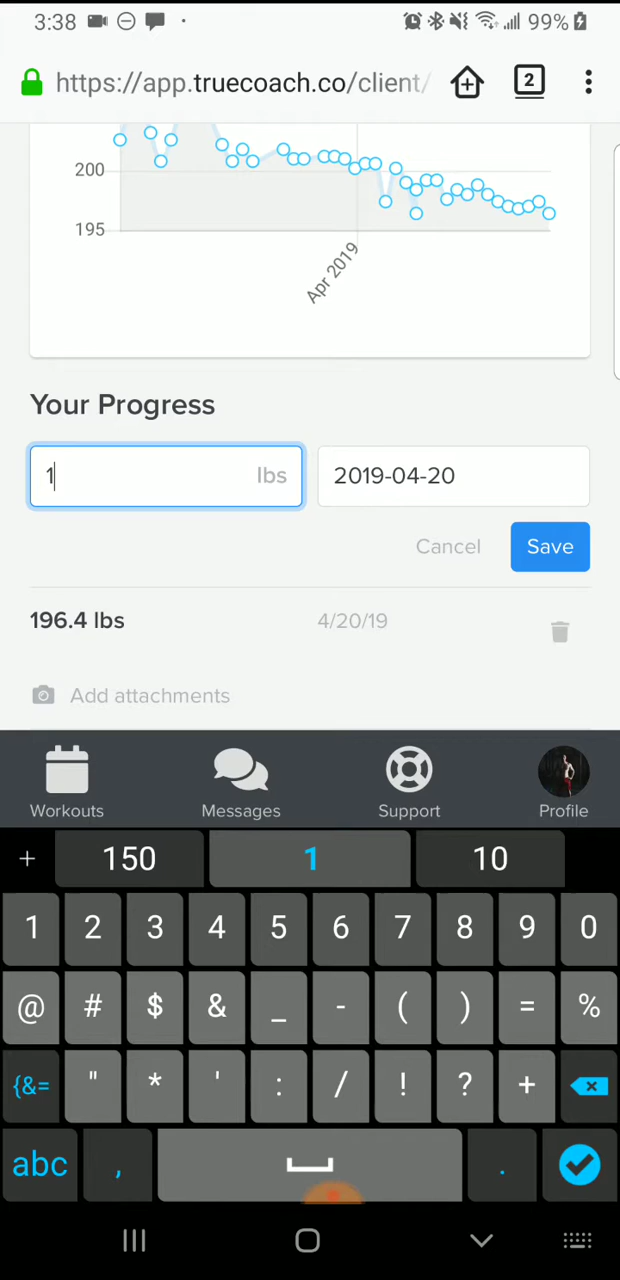 3:38 99%
https://app.truecoach.co/client/ 2
200
195
Apr 2019
Your Progress
1 lbs 2019-04-20
Cancel Save
196.4 lbs 4/20/19
Add attachments
Workouts Messages Support Profile
+ 150 1 10
1 2 3 4 5 6 7 8 9 0
@ # $ & _ - ( ) = %
{&= " * ' : / ! ? +
abc , .